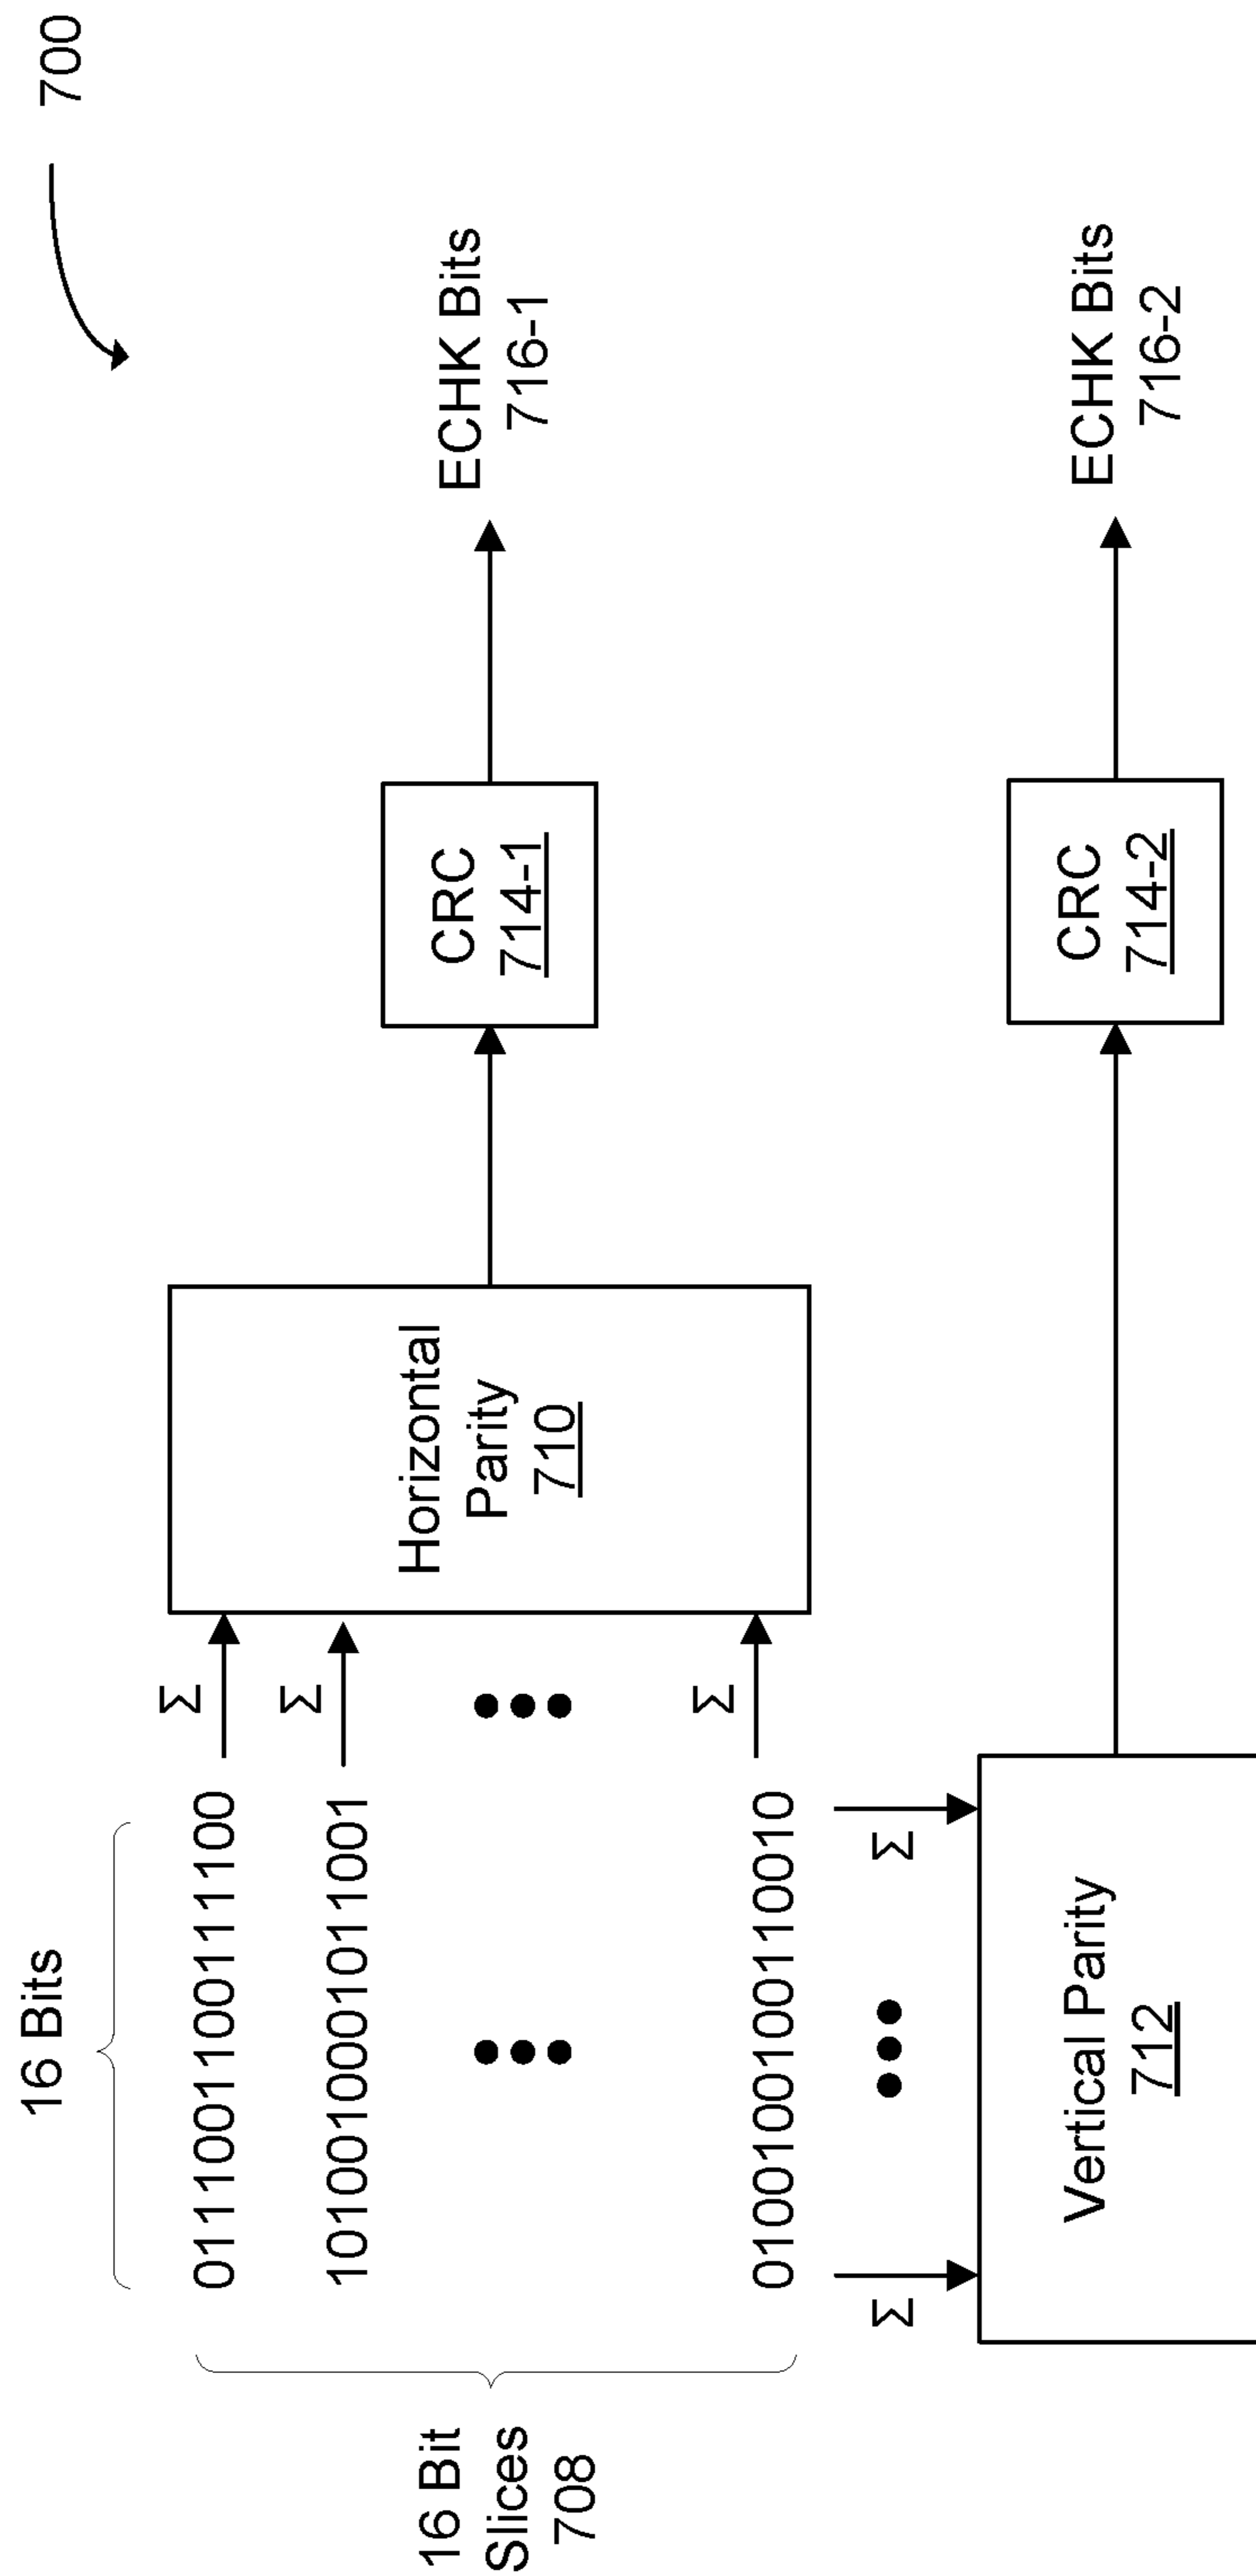 700
16 Bits
0111001100111100
Σ
1010010001011001
Σ
16 Bit
Slices
708
Horizontal
Parity
710
CRC
714-1
ECHK Bits
716-1
0100100100110010
Σ
Σ
Σ
Vertical Parity
712
CRC
714-2
ECHK Bits
716-2